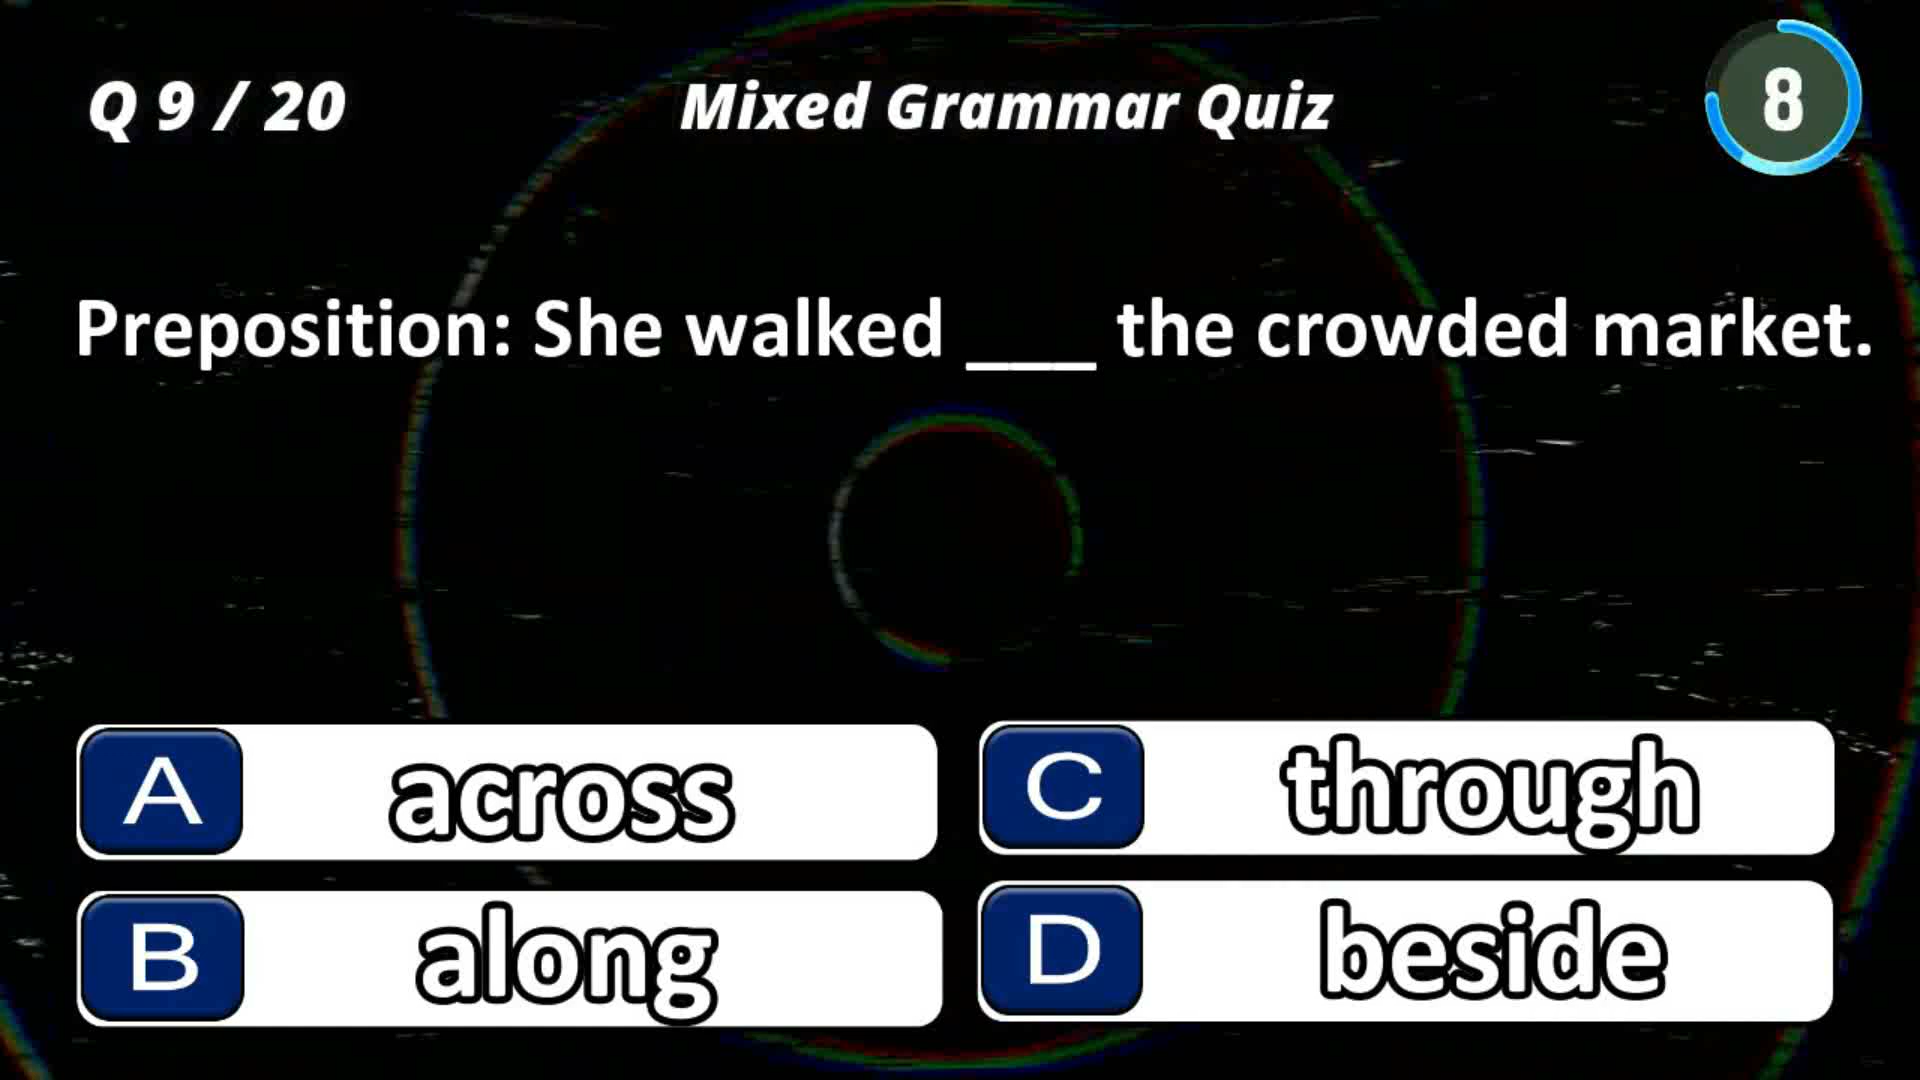 Q 9 / 20
Mixed Grammar Quiz
8
Preposition: She walked ___ the crowded market.
A across
C through
B along
D beside